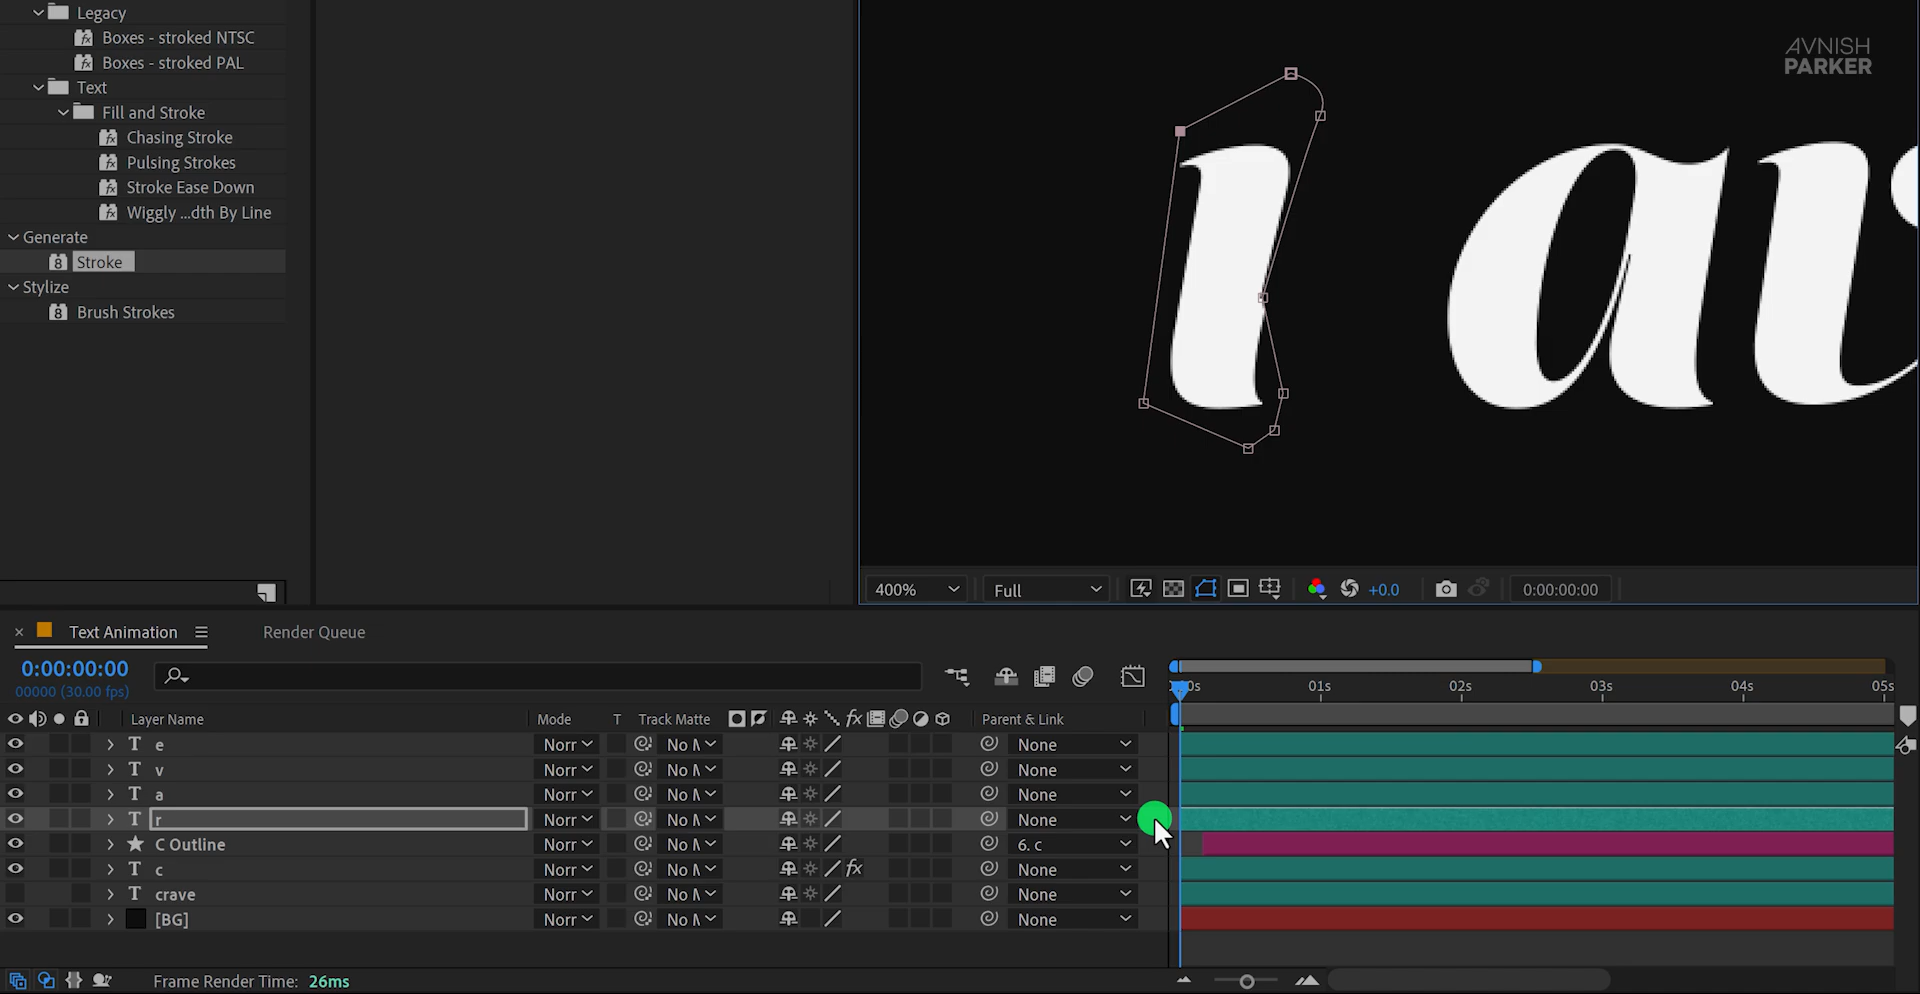 Legacy
Boxes - stroked NTSC
Boxes - stroked PAL
Text
Fill and Stroke
Chasing Stroke
Pulsing Strokes
Stroke Ease Down
Wiggly ...dth By Line
Generate
Stroke
Stylize
Brush Strokes
AVNISH
PARKER
ı av
400% Full +0.0 0:00:00:00
Text Animation Render Queue
0:00:00:00
00000 (30.00 fps)
0s 01s 02s 03s 04s 05s
Layer Name Mode T Track Matte fx Parent & Link
T e Norr No M None
T v Norr No M None
T a Norr No M None
T r Norr No M None
C Outline Norr No M 6. c
T c Norr No M fx None
T crave Norr No M None
[BG] Norr No M None
Frame Render Time: 26ms